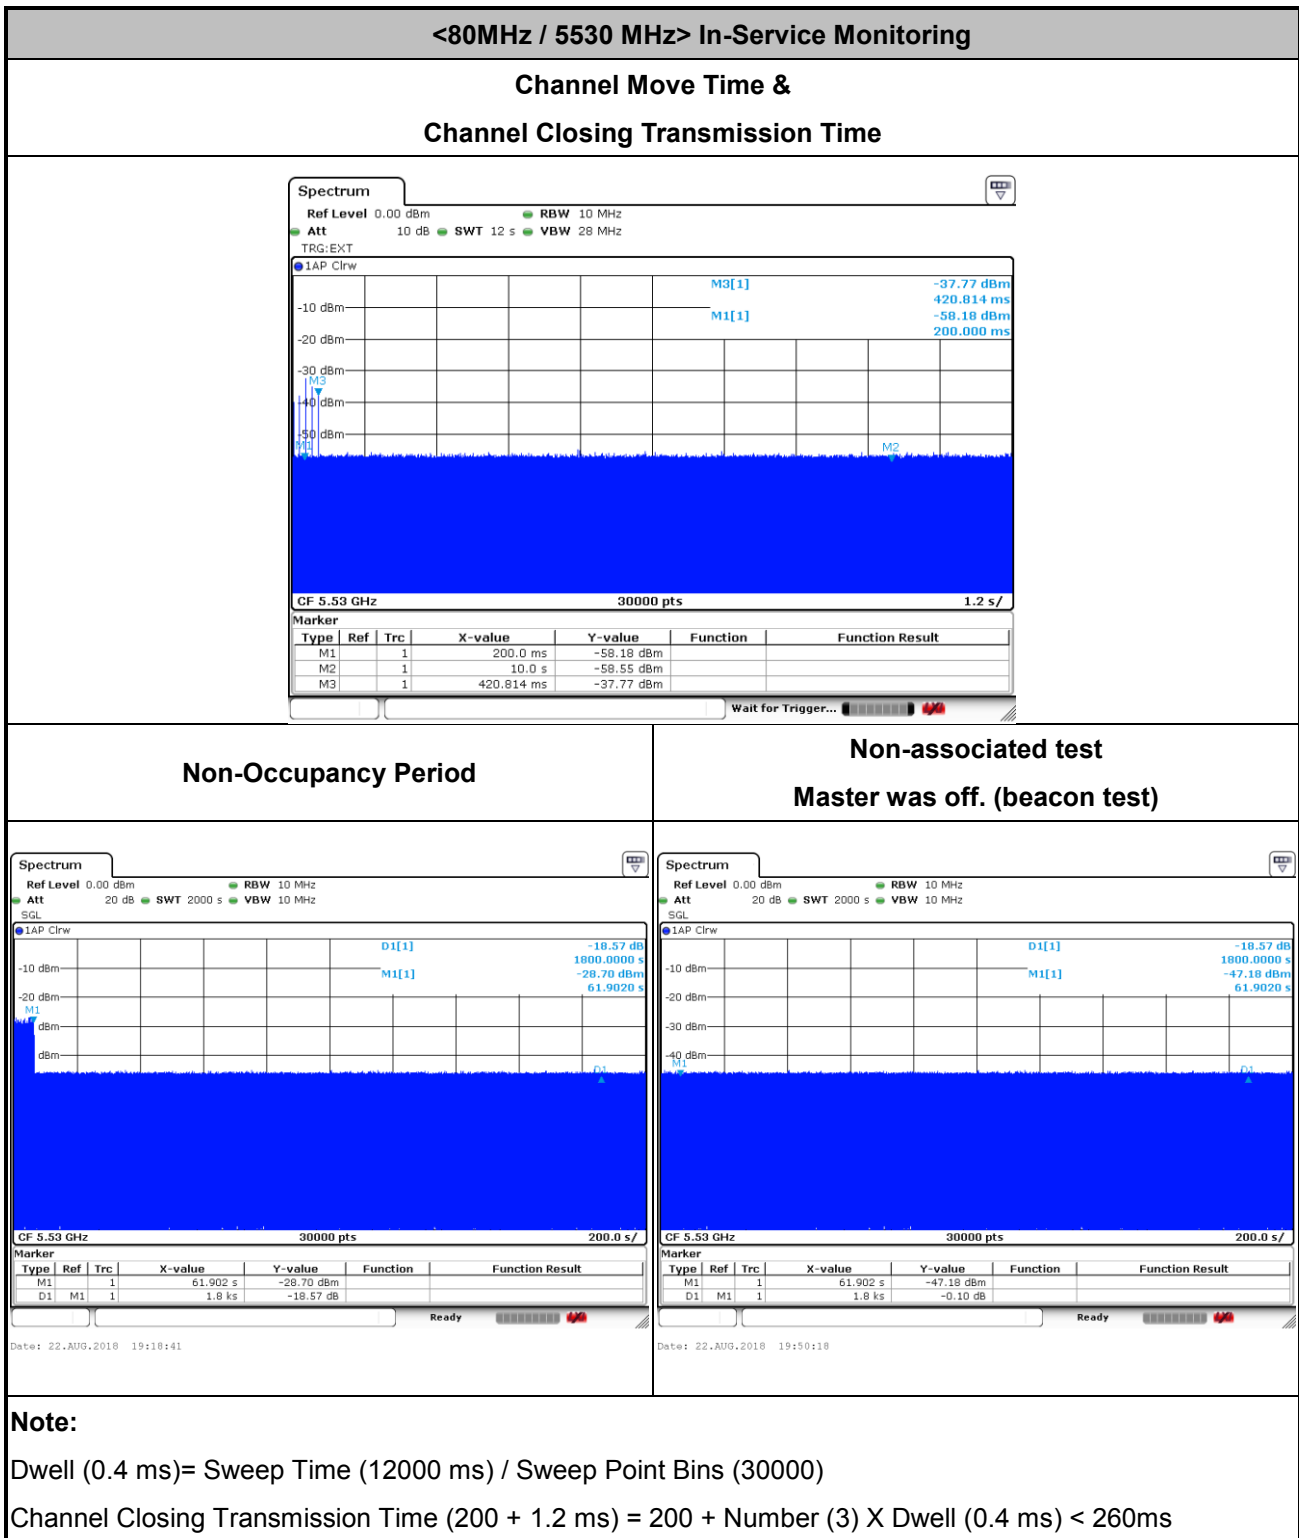 <80MHz / 5530 MHz> In-Service Monitoring
Channel Move Time &
Channel Closing Transmission Time
Spectrum
Ref Level 0.00 dBm RBW 10 MHz
Att 10 dB SWT 12 s VBW 28 MHz
TRG:EXT
1AP Clrw
M3[1] -37.77 dBm
420.814 ms
-10 dBm
M1[1] -58.18 dBm
200.000 ms
-20 dBm
-30 dBm
M3
-40 dBm
-50 dBm
M1
M2
CF 5.53 GHz 30000 pts 1.2 s/
Marker
Type Ref Trc X-value Y-value Function Function Result
M1 1 200.0 ms -58.18 dBm
M2 1 10.0 s -58.55 dBm
M3 1 420.814 ms -37.77 dBm
Wait for Trigger...
Non-Occupancy Period
Non-associated test
Master was off. (beacon test)
Spectrum
Ref Level 0.00 dBm RBW 10 MHz
Att 20 dB SWT 2000 s VBW 10 MHz
SGL
1AP Clrw
D1[1] -18.57 dB
1800.0000 s
-10 dBm
M1[1] -28.70 dBm
61.9020 s
-20 dBm
M1
dBm
dBm
D1
CF 5.53 GHz 30000 pts 200.0 s/
Marker
Type Ref Trc X-value Y-value Function Function Result
M1 1 61.902 s -28.70 dBm
D1 M1 1 1.8 ks -18.57 dB
Ready
Date: 22.AUG.2018 19:18:41
Spectrum
Ref Level 0.00 dBm RBW 10 MHz
Att 20 dB SWT 2000 s VBW 10 MHz
SGL
1AP Clrw
D1[1] -18.57 dB
1800.0000 s
-10 dBm
M1[1] -47.18 dBm
61.9020 s
-20 dBm
-30 dBm
-40 dBm
M1
D1
CF 5.53 GHz 30000 pts 200.0 s/
Marker
Type Ref Trc X-value Y-value Function Function Result
M1 1 61.902 s -47.18 dBm
D1 M1 1 1.8 ks -0.10 dB
Ready
Date: 22.AUG.2018 19:50:18
Note:
Dwell (0.4 ms)= Sweep Time (12000 ms) / Sweep Point Bins (30000)
Channel Closing Transmission Time (200 + 1.2 ms) = 200 + Number (3) X Dwell (0.4 ms) < 260ms